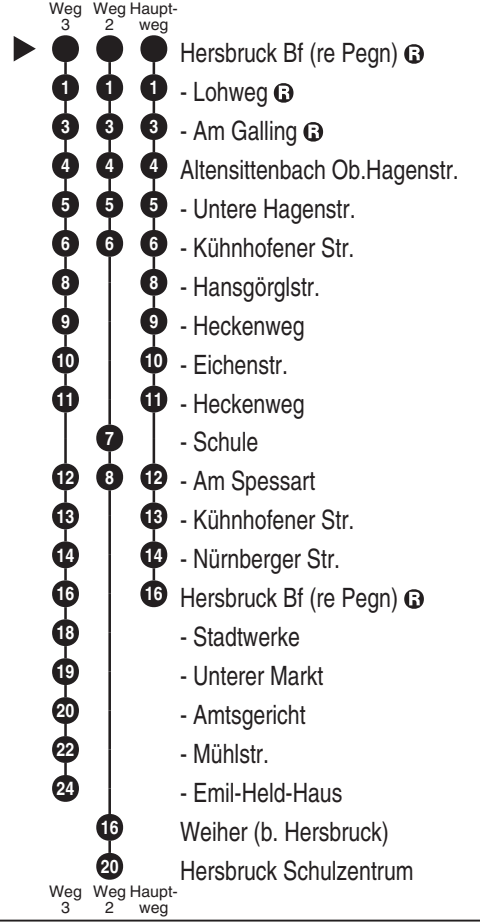 Weg Weg Haupt-
3 2 weg
Hersbruck Bf (re Pegn) R
1 1 1 - Lohweg R
3 3 3 - Am Galling R
4 4 4 Altensittenbach Ob.Hagenstr.
5 5 5 - Untere Hagenstr.
6 6 6 - Kühnhofener Str.
8 8 - Hansgörglstr.
9 9 - Heckenweg
10 10 - Eichenstr.
11 11 - Heckenweg
7 - Schule
12 8 12 - Am Spessart
13 13 - Kühnhofener Str.
14 14 - Nürnberger Str.
16 16 Hersbruck Bf (re Pegn) R
18 - Stadtwerke
19 - Unterer Markt
20 - Amtsgericht
22 - Mühlstr.
24 - Emil-Held-Haus
16 Weiher (b. Hersbruck)
20 Hersbruck Schulzentrum
Weg Weg Haupt-
3 2 weg